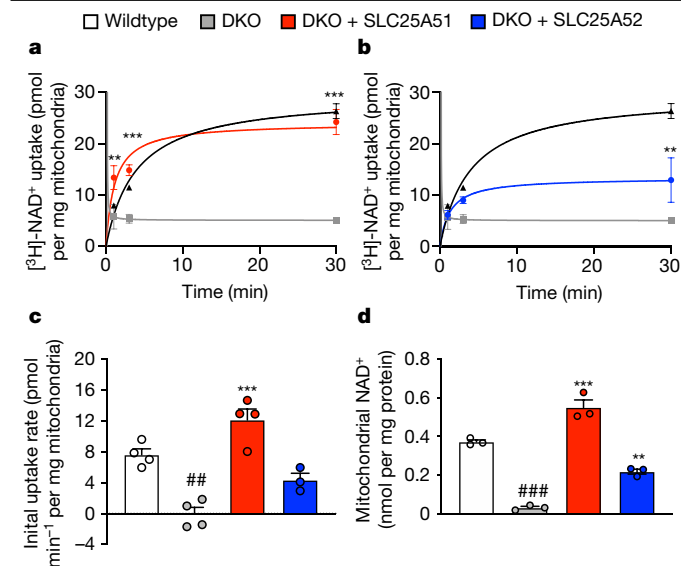 Wildtype DKO DKO + SLC25A51 DKO + SLC25A52
a
[³H]-NAD⁺ uptake (pmol
per mg mitochondria)
30
20
10
0
**
***
***
0 10 20 30
Time (min)
b
[³H]-NAD⁺ uptake (pmol
per mg mitochondria)
30
20
10
0
**
0 10 20 30
Time (min)
c
Inital uptake rate (pmol
min⁻¹ per mg mitochondria)
20
16
12
8
4
0
−4
##
***
d
Mitochondrial NAD⁺
(nmol per mg protein)
0.8
0.6
0.4
0.2
0
###
***
**